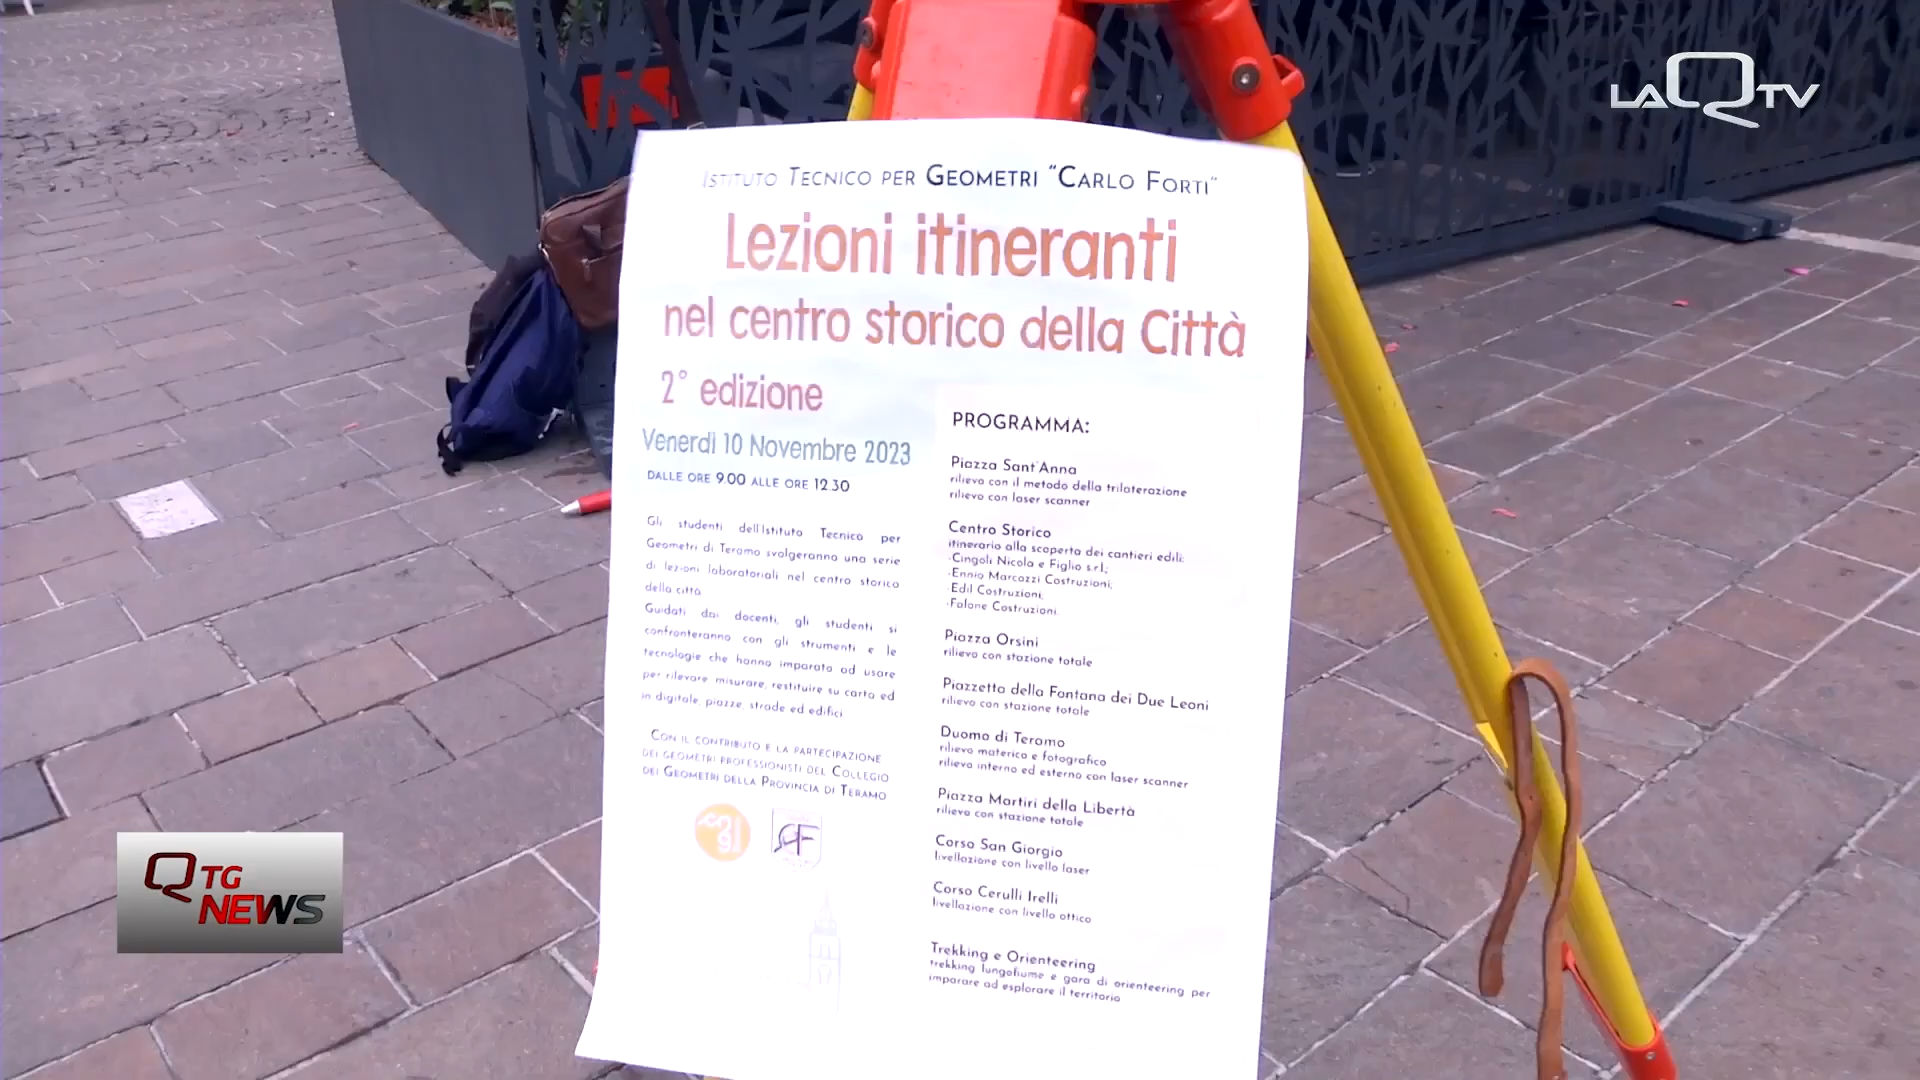 LAQTV
ISTITUTO TECNICO PER GEOMETRI "CARLO FORTI"
Lezioni itineranti
nel centro storico della Città
2° edizione
Venerdì 10 Novembre 2023
DALLE ORE 9.00 ALLE ORE 12.30
Gli studenti dell'Istituto Tecnico per
Geometri di Teramo svolgeranno una serie
di lezioni laboratoriali nel centro storico
della città
Guidati dai docenti, gli studenti si
confronteranno con gli strumenti e le
tecnologie che hanno imparato ad usare
per rilevare, misurare, restituire su carta ed
in digitale, piazze, strade ed edifici
CON IL CONTRIBUTO E LA PARTECIPAZIONE
DEI GEOMETRI PROFESSIONISTI DEL COLLEGIO
DEI GEOMETRI DELLA PROVINCIA DI TERAMO
PROGRAMMA:
Piazza Sant'Anna
rilievo con il metodo della trilaterazione
rilievo con laser scanner
Centro Storico
itinerario alla scoperta dei cantieri edili:
-Cingoli Nicola e Figlio s.r.l.;
-Ennio Marcozzi Costruzioni;
-Edil Costruzioni;
-Falone Costruzioni.
Piazza Orsini
rilievo con stazione totale
Piazzetta della Fontana dei Due Leoni
rilievo con stazione totale
Duomo di Teramo
rilievo materico e fotografico
rilievo interno ed esterno con laser scanner
Piazza Martiri della Libertà
rilievo con stazione totale
Corso San Giorgio
livellazione con livello laser
Corso Cerulli Irelli
livellazione con livello ottico
Trekking e Orienteering
trekking lungofiume e gara di orienteering per
imparare ad esplorare il territorio
Q TG
NEWS